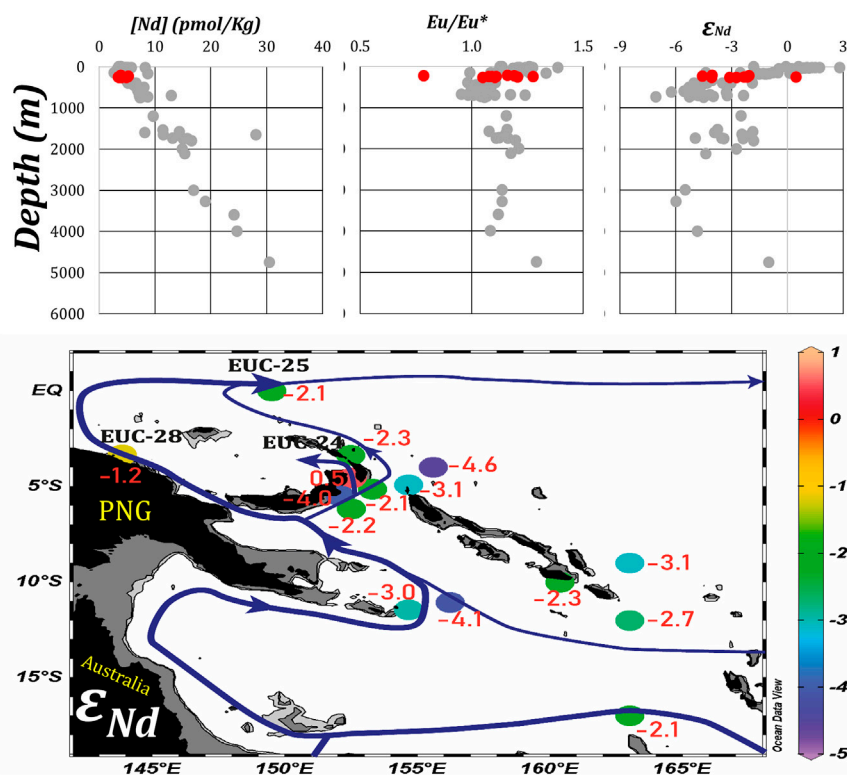 [Nd] (pmol/Kg)
Eu/Eu*
εNd
0 10 20 30 40
0.5 1.0 1.5
-9 -6 -3 0 3
Depth (m)
0
1000
2000
3000
4000
5000
6000
EUC-25
EQ
-2.1
EUC-28
EUC-24
-2.3
-1.2
0.5
-4.6
5°S
-4.0
-3.1
PNG
-2.1
-2.2
-3.1
10°S
-3.0
-2.3
-4.1
-2.7
15°S
Australia
εNd
-2.1
Ocean Data View
145°E 150°E 155°E 160°E 165°E
1
0
-1
-2
-3
-4
-5